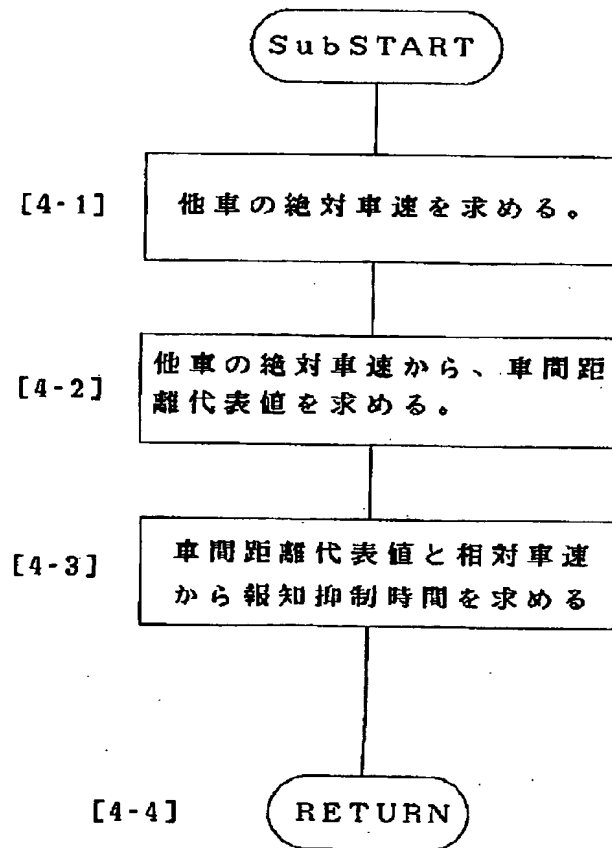 SubSTART
[4-1]
他車の絶対車速を求める。
[4-2]
他車の絶対車速から、車間距
離代表値を求める。
[4-3]
車間距離代表値と相対車速
から報知抑制時間を求める
[4-4]
RETURN